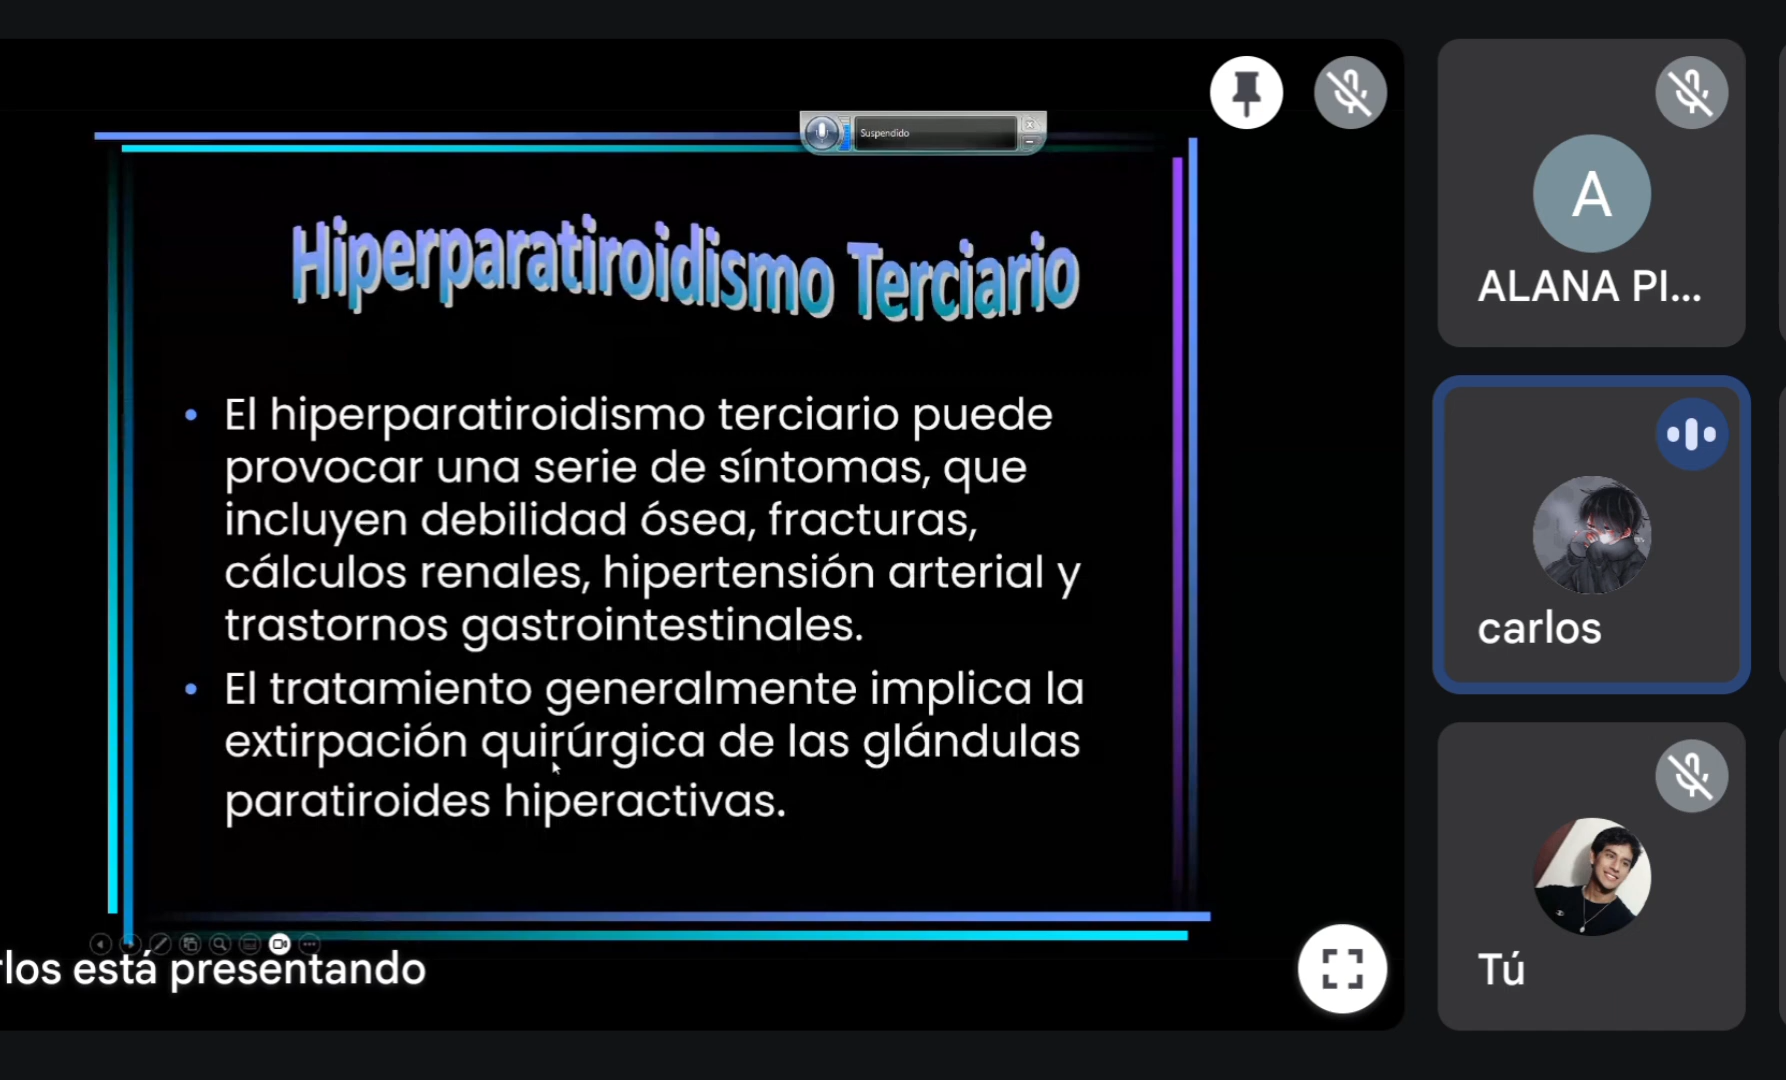 Suspendido
Hiperparatiroidismo Terciario
• El hiperparatiroidismo terciario puede
provocar una serie de síntomas, que
incluyen debilidad ósea, fracturas,
cálculos renales, hipertensión arterial y
trastornos gastrointestinales.
• El tratamiento generalmente implica la
extirpación quirúrgica de las glándulas
paratiroides hiperactivas.
rlos está presentando
A
ALANA PI...
carlos
Tú